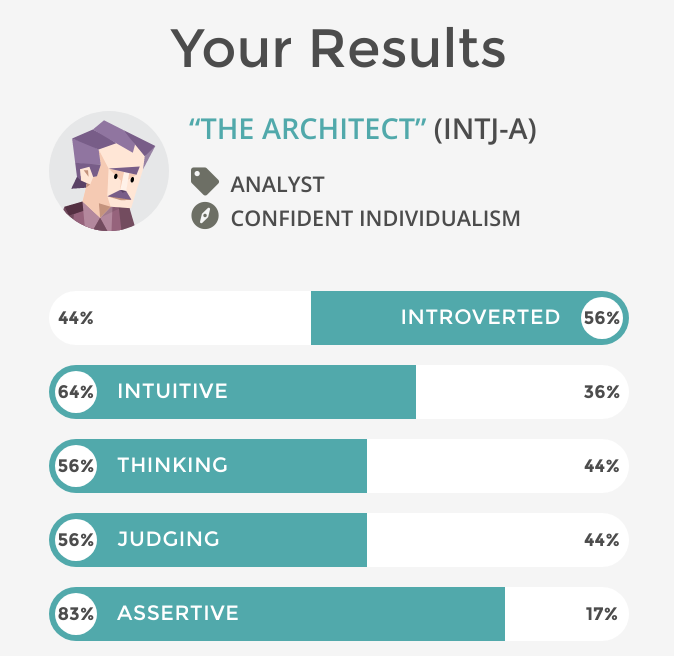 Your Results
“THE ARCHITECT” (INTJ-A)
ANALYST
CONFIDENT INDIVIDUALISM
44% INTROVERTED 56%
64% INTUITIVE 36%
56% THINKING 44%
56% JUDGING 44%
83% ASSERTIVE 17%